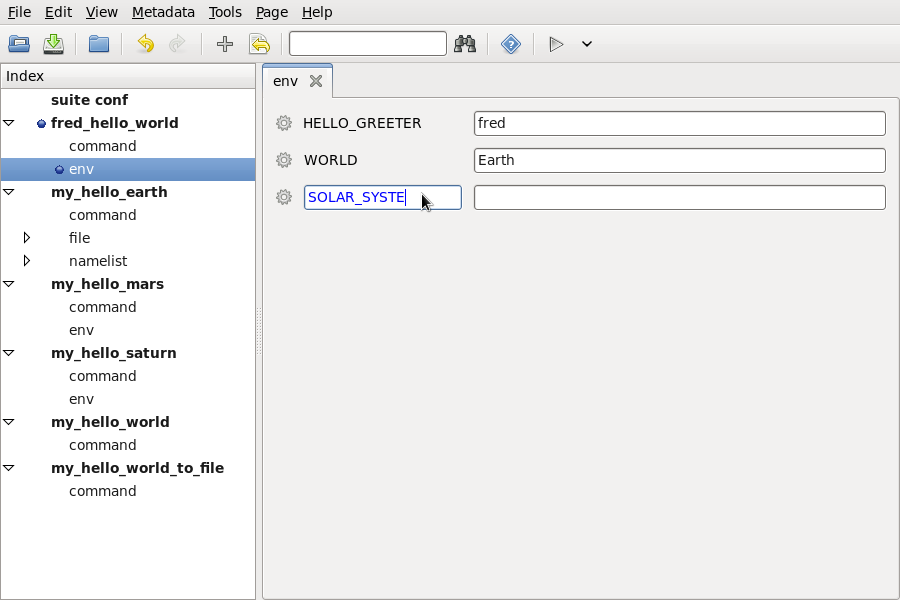 File Edit View Metadata Tools Page Help
Index
suite conf
fred_hello_world
command
env
my_hello_earth
command
file
namelist
my_hello_mars
command
env
my_hello_saturn
command
env
my_hello_world
command
my_hello_world_to_file
command
env
HELLO_GREETER fred
WORLD Earth
SOLAR_SYSTE